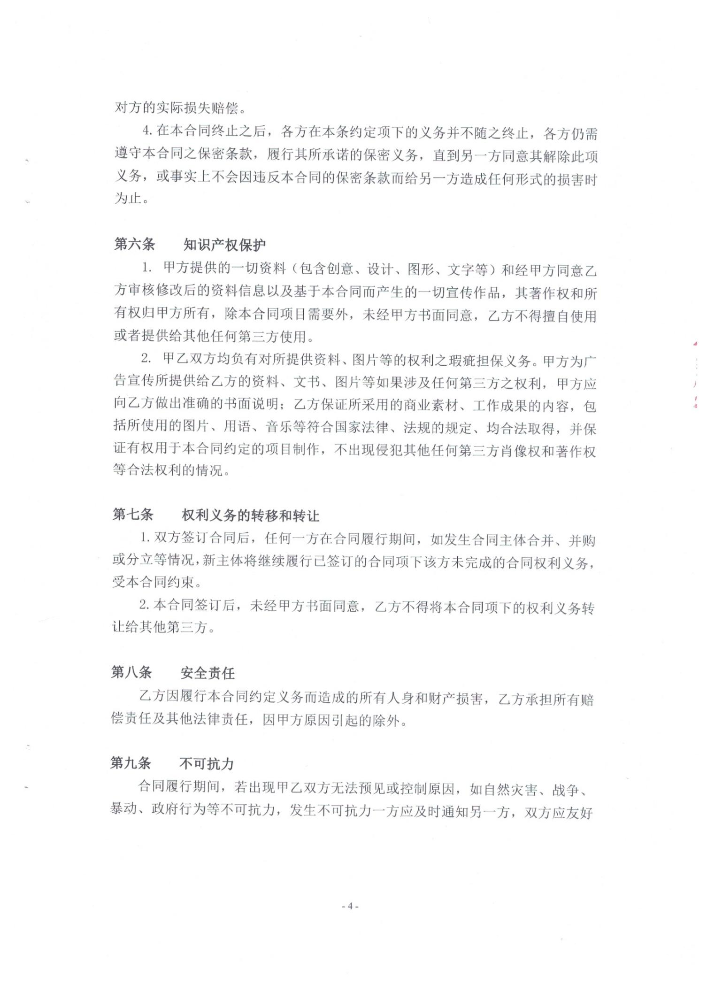 对方的实际损失赔偿。
4.在本合同终止之后，各方在本条约定项下的义务并不随之终止，各方仍需
遵守本合同之保密条款，履行其所承诺的保密义务，直到另一方同意其解除此项
义务，或事实上不会因违反本合同的保密条款而给另一方造成任何形式的损害时
为止。
第六条 知识产权保护
1. 甲方提供的一切资料（包含创意、设计、图形、文字等）和经甲方同意乙
方审核修改后的资料信息以及基于本合同而产生的一切宣传作品，其著作权和所
有权归甲方所有，除本合同项目需要外，未经甲方书面同意，乙方不得擅自使用
或者提供给其他任何第三方使用。
2. 甲乙双方均负有对所提供资料、图片等的权利之瑕疵担保义务。甲方为广
告宣传所提供给乙方的资料、文书、图片等如果涉及任何第三方之权利，甲方应
向乙方做出准确的书面说明；乙方保证所采用的商业素材、工作成果的内容，包
括所使用的图片、用语、音乐等符合国家法律、法规的规定、均合法取得，并保
证有权用于本合同约定的项目制作，不出现侵犯其他任何第三方肖像权和著作权
等合法权利的情况。
第七条 权利义务的转移和转让
1.双方签订合同后，任何一方在合同履行期间，如发生合同主体合并、并购
或分立等情况，新主体将继续履行已签订的合同项下该方未完成的合同权利义务，
受本合同约束。
2.本合同签订后，未经甲方书面同意，乙方不得将本合同项下的权利义务转
让给其他第三方。
第八条 安全责任
乙方因履行本合同约定义务而造成的所有人身和财产损害，乙方承担所有赔
偿责任及其他法律责任，因甲方原因引起的除外。
第九条 不可抗力
合同履行期间，若出现甲乙双方无法预见或控制原因，如自然灾害、战争、
暴动、政府行为等不可抗力，发生不可抗力一方应及时通知另一方，双方应友好
- 4 -